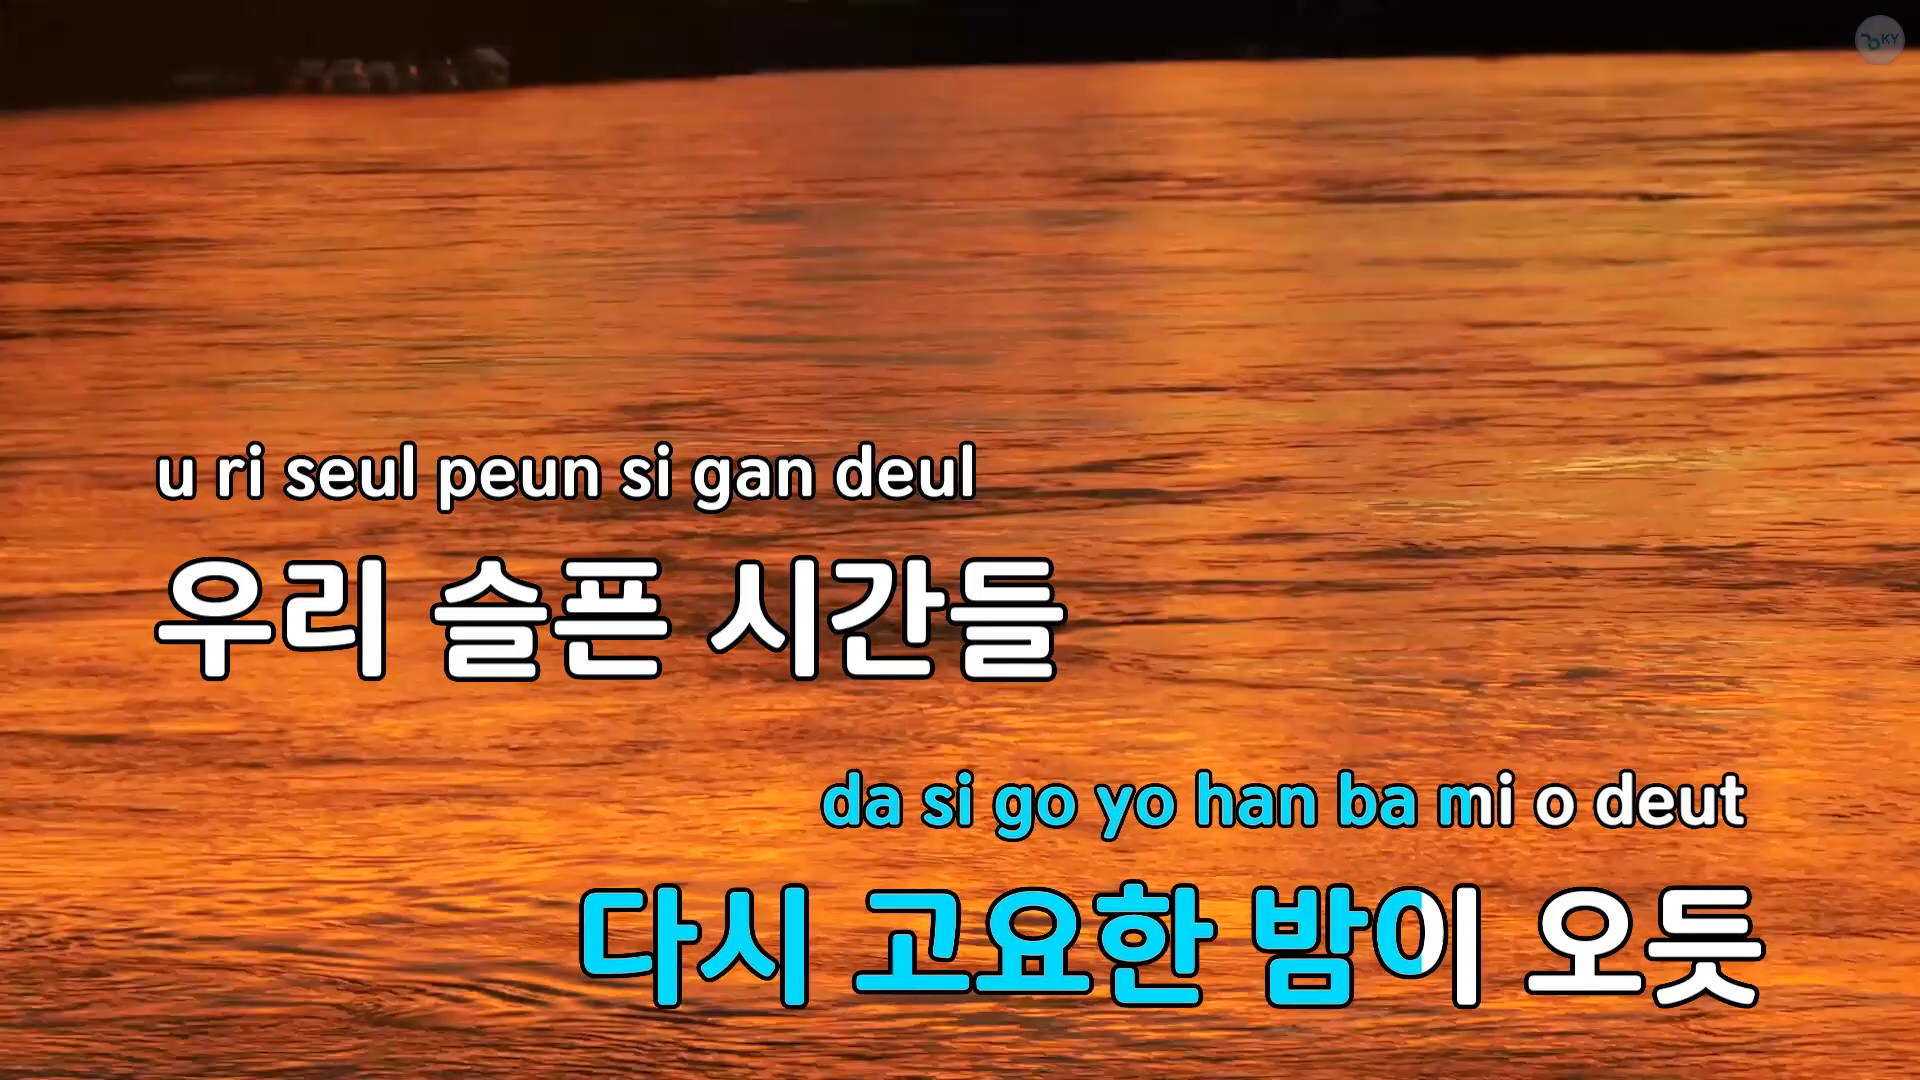 KY
u ri seul peun si gan deul
우리 슬픈 시간들
da si go yo han ba mi o deut
다시 고요한 밤이 오듯